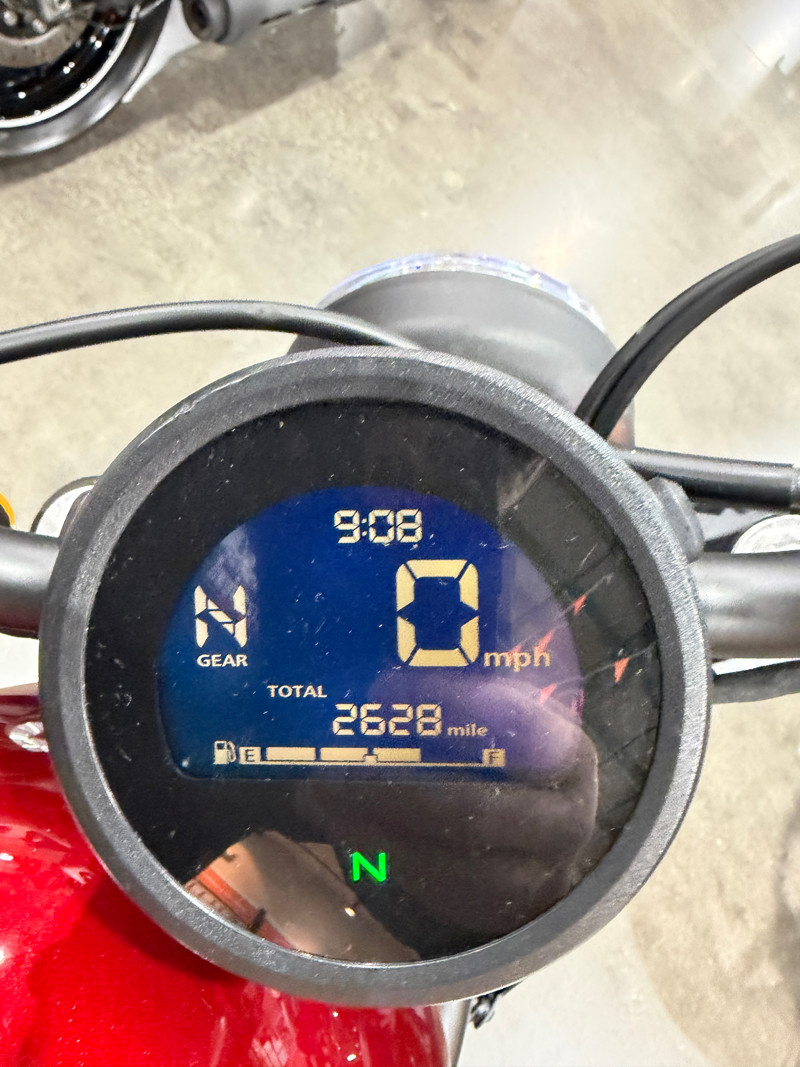 9:08
N 0 mph
GEAR
TOTAL
2628 mile
E F
N